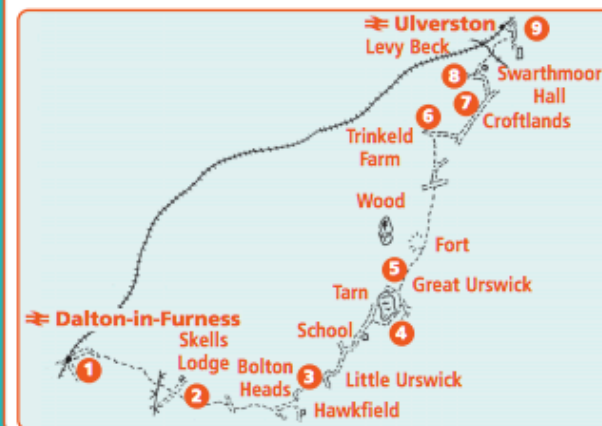 Ulverston
9
Levy Beck
8
Swarthmoor
Hall
7
Croftlands
6
Trinkeld
Farm
Wood
Fort
5
Great Urswick
Tarn
4
School
Dalton-in-Furness
Skells
Lodge
Bolton
Heads
3
Little Urswick
1
2
Hawkfield